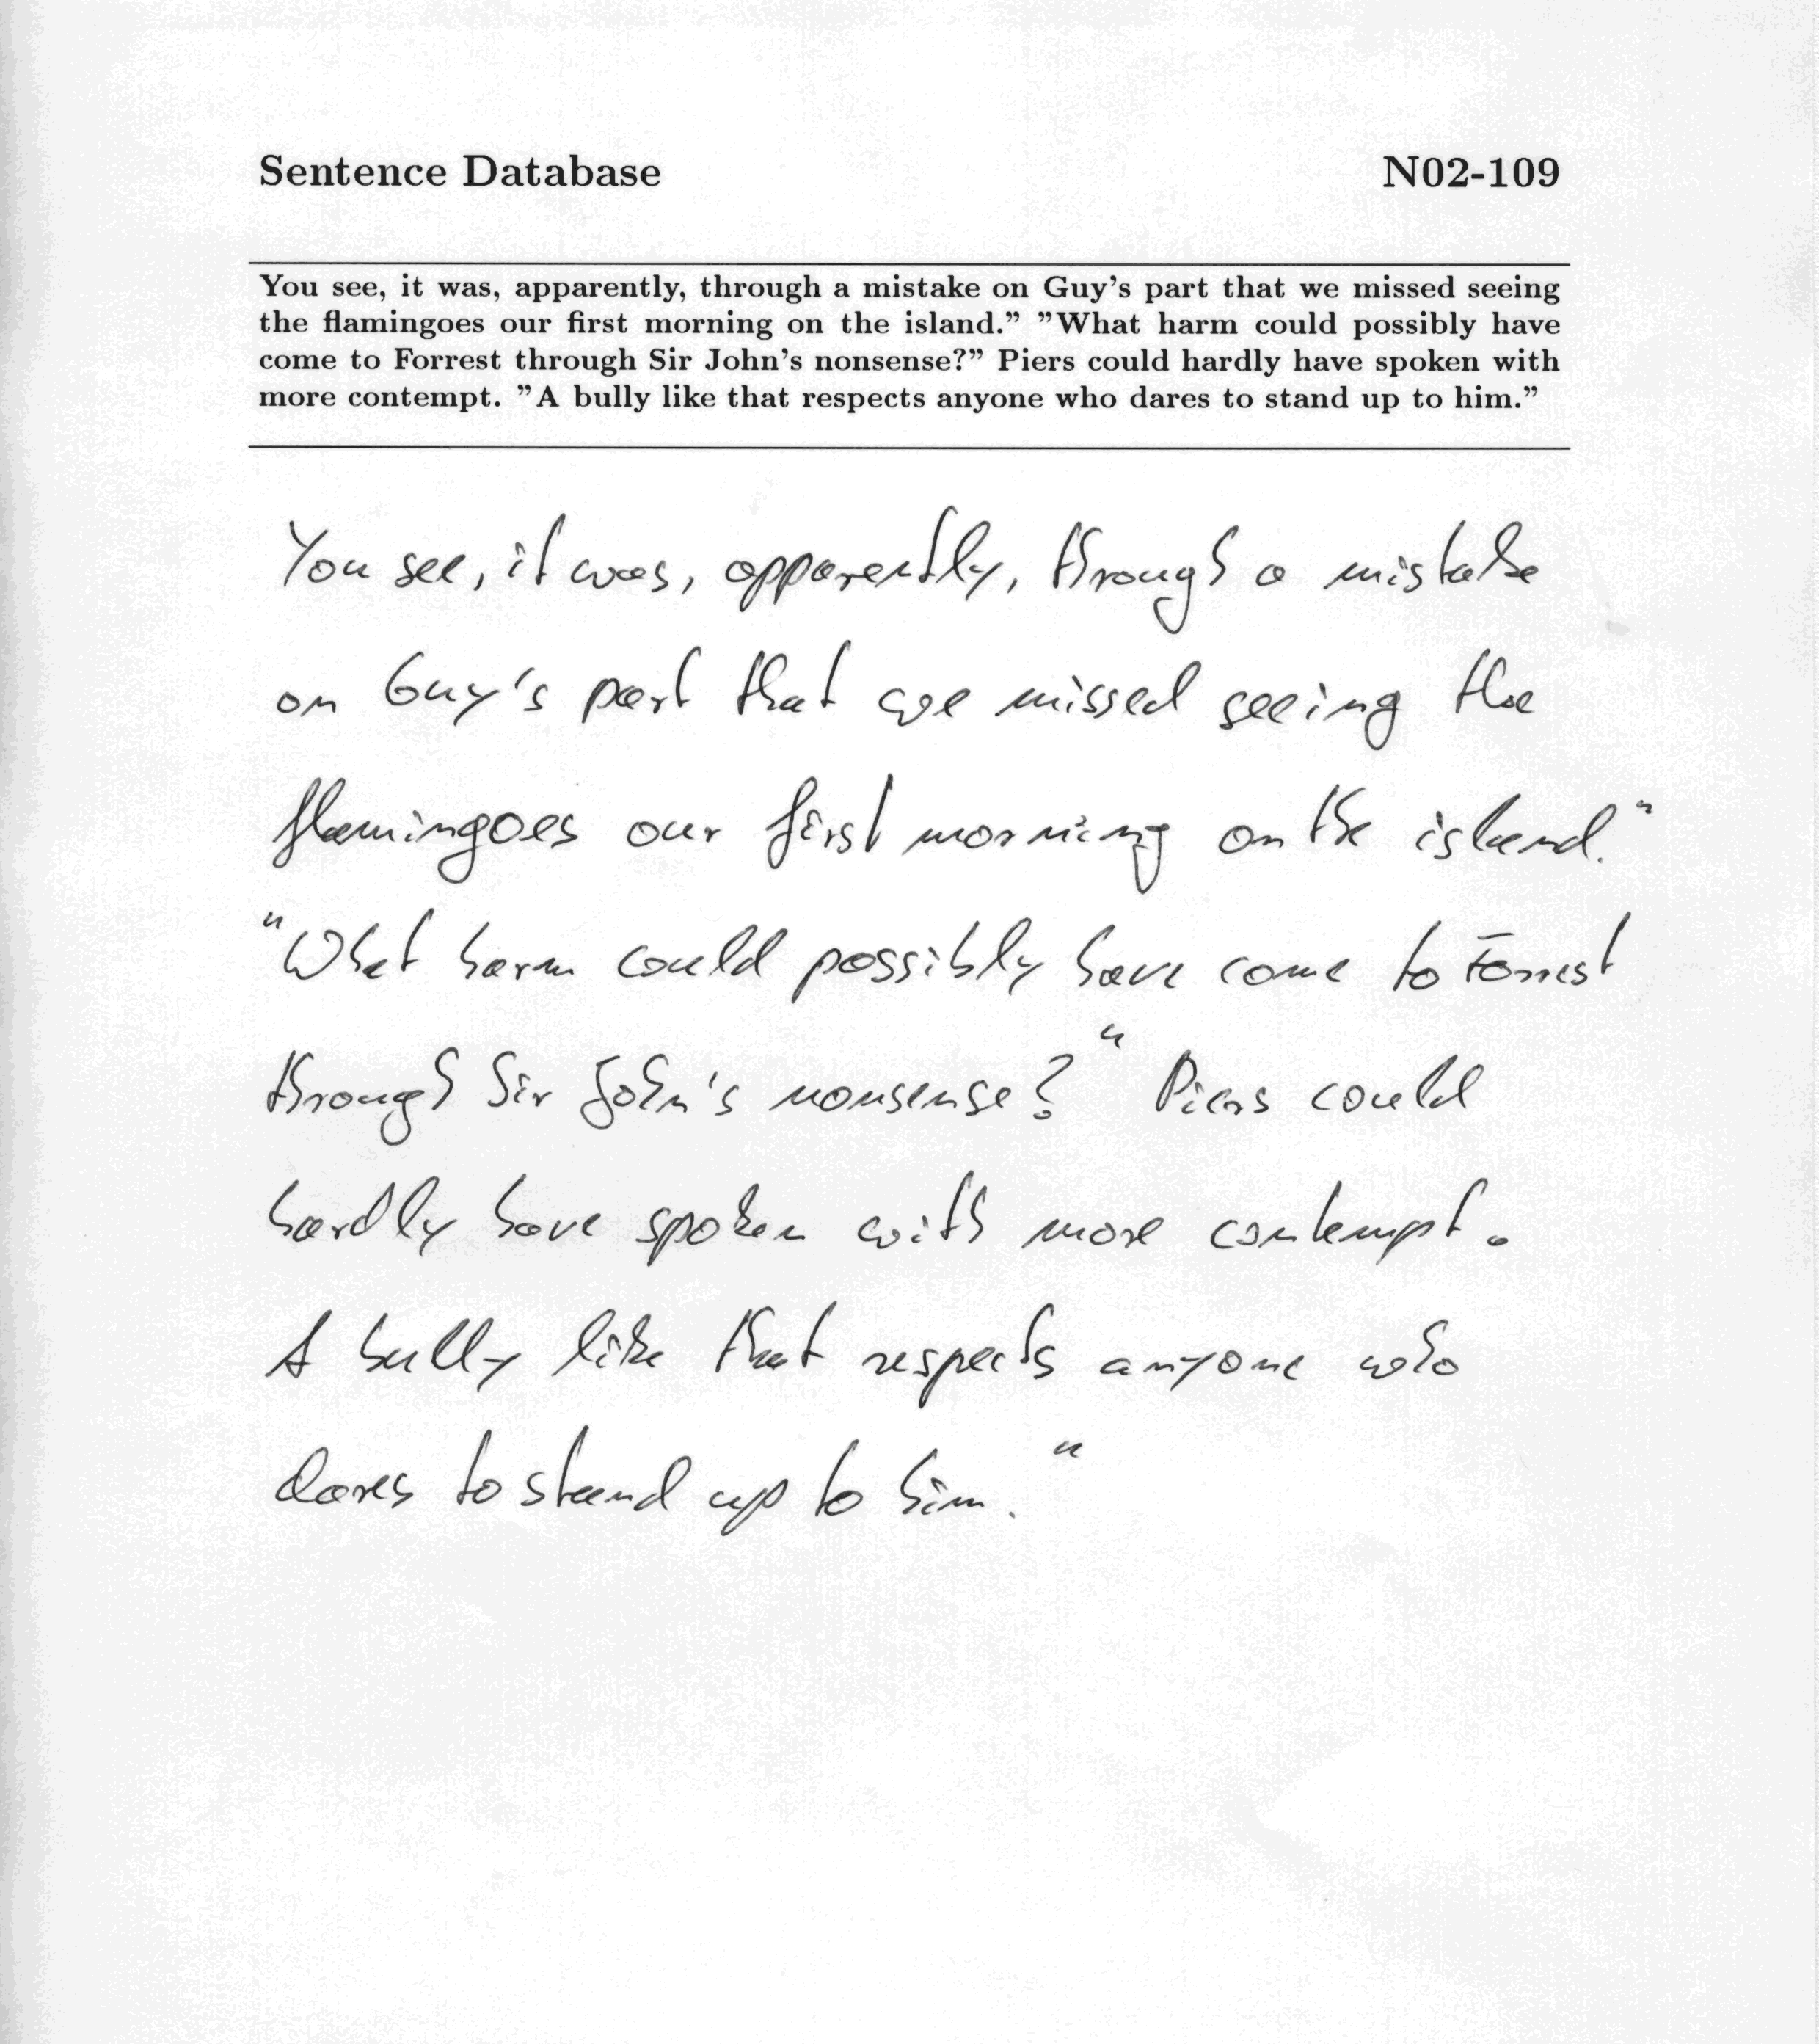 Sentence Database N02-109
You see, it was, apparently, through a mistake on Guy's part that we missed seeing
the flamingoes our first morning on the island.” ”What harm could possibly have
come to Forrest through Sir John's nonsense?” Piers could hardly have spoken with
more contempt. ”A bully like that respects anyone who dares to stand up to him.”
You see, it was, apparently, through a mistake
on Guy's part that we missed seeing the
flamingoes our first morning on the island."
"What harm could possibly have come to Forrest
through Sir John's nonsense?" Piers could
hardly have spoken with more contempt.
A bully like that respects anyone who
dares to stand up to him."